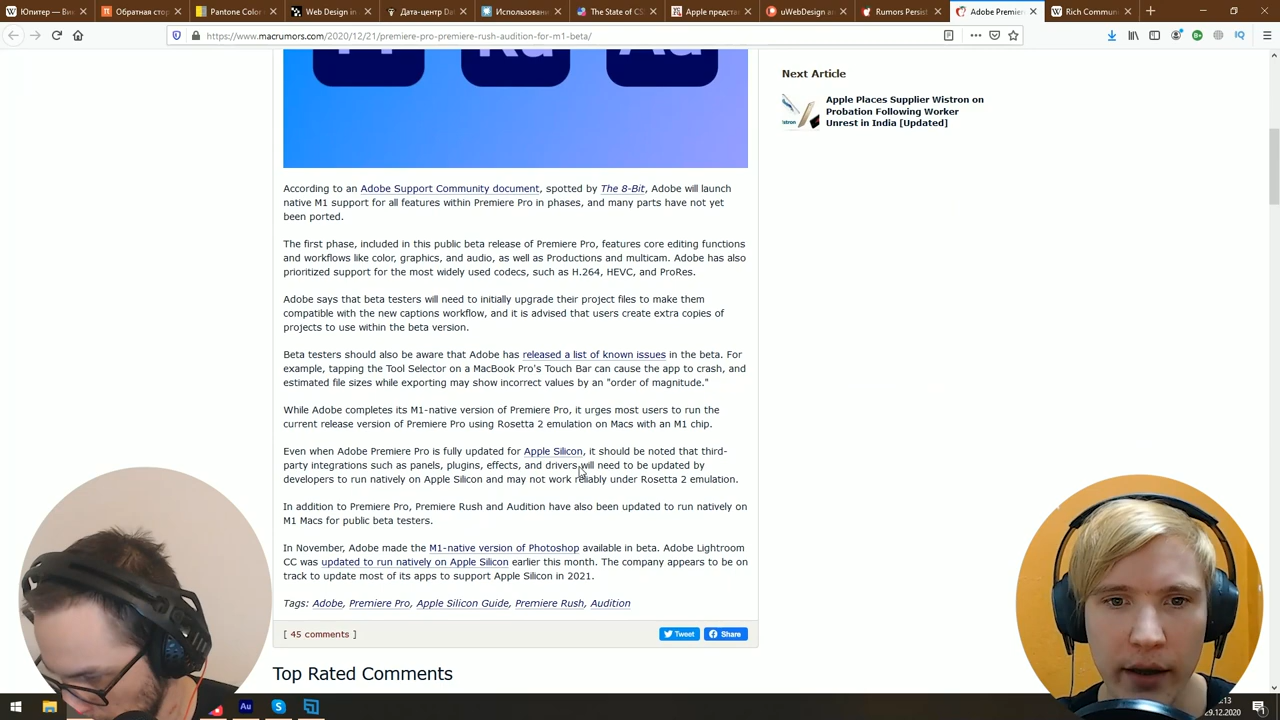 Юпитер — Вик
Обратная со
Pantone Color
Web Design in
Дата-центр Da
Использовани
The State of CS
Apple предста
uWebDesign ar
Rumors Persist
Adobe Premier
Rich Commun
https://www.macrumors.com/2020/12/21/premiere-pro-premiere-rush-audition-for-m1-beta/
Next Article
Apple Places Supplier Wistron on
Probation Following Worker
Unrest in India [Updated]
According to an Adobe Support Community document, spotted by The 8-Bit, Adobe will launch
native M1 support for all features within Premiere Pro in phases, and many parts have not yet
been ported.
The first phase, included in this public beta release of Premiere Pro, features core editing functions
and workflows like color, graphics, and audio, as well as Productions and multicam. Adobe has also
prioritized support for the most widely used codecs, such as H.264, HEVC, and ProRes.
Adobe says that beta testers will need to initially upgrade their project files to make them
compatible with the new captions workflow, and it is advised that users create extra copies of
projects to use within the beta version.
Beta testers should also be aware that Adobe has released a list of known issues in the beta. For
example, tapping the Tool Selector on a MacBook Pro's Touch Bar can cause the app to crash, and
estimated file sizes while exporting may show incorrect values by an "order of magnitude."
While Adobe completes its M1-native version of Premiere Pro, it urges most users to run the
current release version of Premiere Pro using Rosetta 2 emulation on Macs with an M1 chip.
Even when Adobe Premiere Pro is fully updated for Apple Silicon, it should be noted that third-
party integrations such as panels, plugins, effects, and drivers will need to be updated by
developers to run natively on Apple Silicon and may not work reliably under Rosetta 2 emulation.
In addition to Premiere Pro, Premiere Rush and Audition have also been updated to run natively on
M1 Macs for public beta testers.
In November, Adobe made the M1-native version of Photoshop available in beta. Adobe Lightroom
CC was updated to run natively on Apple Silicon earlier this month. The company appears to be on
track to update most of its apps to support Apple Silicon in 2021.
Tags: Adobe, Premiere Pro, Apple Silicon Guide, Premiere Rush, Audition
[ 45 comments ]
Tweet
Share
Top Rated Comments
Au
:13
29.12.2020